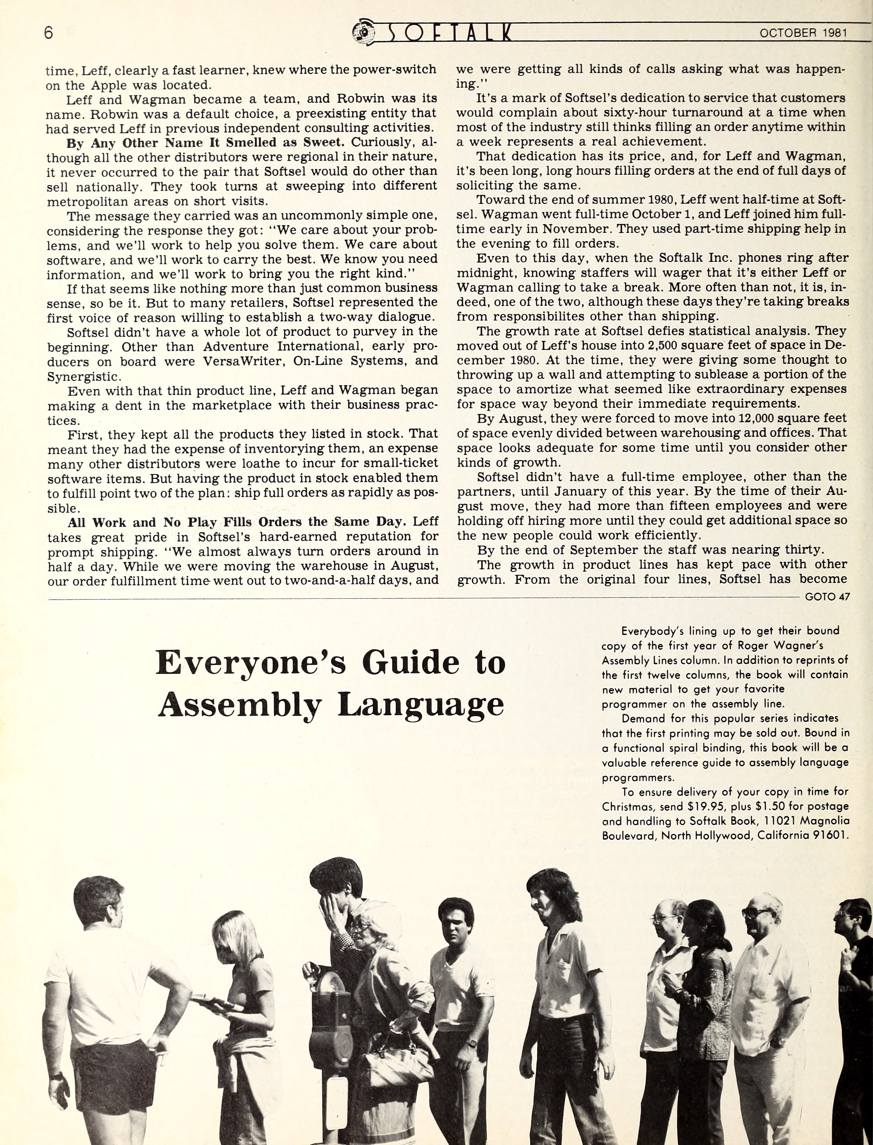 6
SOFTALK
OCTOBER 1981
time, Leff, clearly a fast learner, knew where the power-switch
on the Apple was located.
Leff and Wagman became a team, and Robwin was its
name. Robwin was a default choice, a preexisting entity that
had served Leff in previous independent consulting activities.
By Any Other Name It Smelled as Sweet. Curiously, al-
though all the other distributors were regional in their nature,
it never occurred to the pair that Softsel would do other than
sell nationally. They took turns at sweeping into different
metropolitan areas on short visits.
The message they carried was an uncommonly simple one,
considering the response they got: "We care about your prob-
lems, and we'll work to help you solve them. We care about
software, and we'll work to carry the best. We know you need
information, and we'll work to bring you the right kind."
If that seems like nothing more than just common business
sense, so be it. But to many retailers, Softsel represented the
first voice of reason willing to establish a two-way dialogue.
Softsel didn't have a whole lot of product to purvey in the
beginning. Other than Adventure International, early pro-
ducers on board were VersaWriter, On-Line Systems, and
Synergistic.
Even with that thin product line, Leff and Wagman began
making a dent in the marketplace with their business prac-
tices.
First, they kept all the products they listed in stock. That
meant they had the expense of inventorying them, an expense
many other distributors were loathe to incur for small-ticket
software items. But having the product in stock enabled them
to fulfill point two of the plan: ship full orders as rapidly as pos-
sible.
All Work and No Play Fills Orders the Same Day. Leff
takes great pride in Softsel's hard-earned reputation for
prompt shipping. "We almost always turn orders around in
half a day. While we were moving the warehouse in August,
our order fulfillment time went out to two-and-a-half days, and
we were getting all kinds of calls asking what was happen-
ing."
It's a mark of Softsel's dedication to service that customers
would complain about sixty-hour turnaround at a time when
most of the industry still thinks filling an order anytime within
a week represents a real achievement.
That dedication has its price, and, for Leff and Wagman,
it's been long, long hours filling orders at the end of full days of
soliciting the same.
Toward the end of summer 1980, Leff went half-time at Soft-
sel. Wagman went full-time October 1, and Leff joined him full-
time early in November. They used part-time shipping help in
the evening to fill orders.
Even to this day, when the Softalk Inc. phones ring after
midnight, knowing staffers will wager that it's either Leff or
Wagman calling to take a break. More often than not, it is, in-
deed, one of the two, although these days they're taking breaks
from responsibilites other than shipping.
The growth rate at Softsel defies statistical analysis. They
moved out of Leff's house into 2,500 square feet of space in De-
cember 1980. At the time, they were giving some thought to
throwing up a wall and attempting to sublease a portion of the
space to amortize what seemed like extraordinary expenses
for space way beyond their immediate requirements.
By August, they were forced to move into 12,000 square feet
of space evenly divided between warehousing and offices. That
space looks adequate for some time until you consider other
kinds of growth.
Softsel didn't have a full-time employee, other than the
partners, until January of this year. By the time of their Au-
gust move, they had more than fifteen employees and were
holding off hiring more until they could get additional space so
the new people could work efficiently.
By the end of September the staff was nearing thirty.
The growth in product lines has kept pace with other
growth. From the original four lines, Softsel has become
GOTO 47
Everyone's Guide to
Assembly Language
Everybody's lining up to get their bound
copy of the first year of Roger Wagner's
Assembly Lines column. In addition to reprints of
the first twelve columns, the book will contain
new material to get your favorite
programmer on the assembly line.
Demand for this popular series indicates
that the first printing may be sold out. Bound in
a functional spiral binding, this book will be a
valuable reference guide to assembly language
programmers.
To ensure delivery of your copy in time for
Christmas, send $19.95, plus $1.50 for postage
and handling to Softalk Book, 11021 Magnolia
Boulevard, North Hollywood, California 91601.